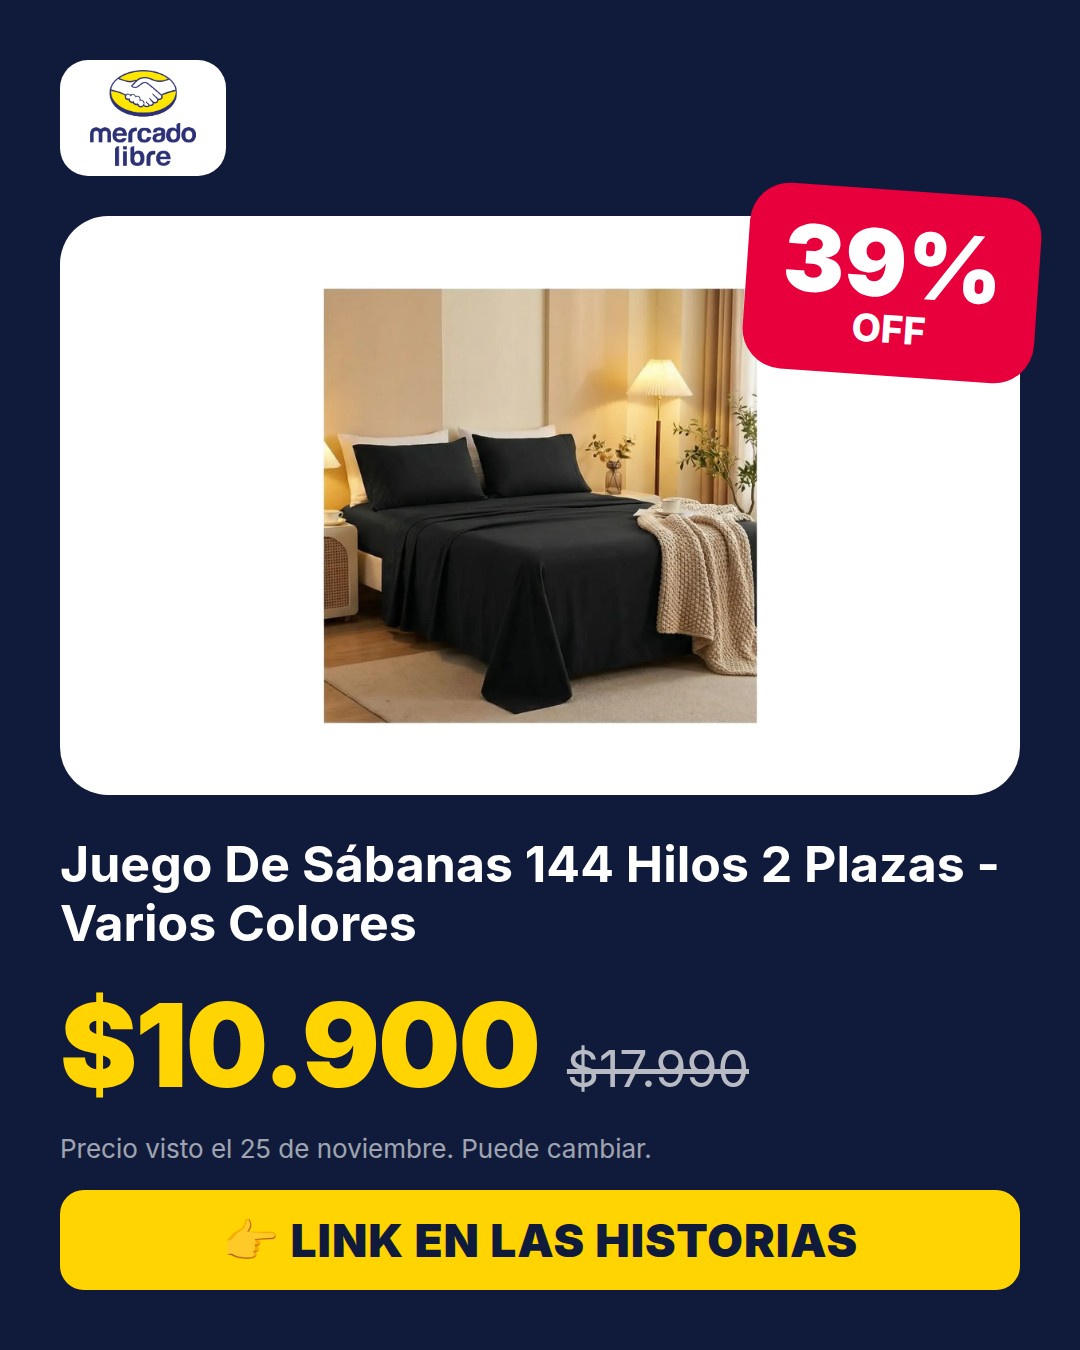 mercado
libre
39%
OFF
Juego De Sábanas 144 Hilos 2 Plazas -
Varios Colores
$10.900 $17.990
Precio visto el 25 de noviembre. Puede cambiar.
👉 LINK EN LAS HISTORIAS